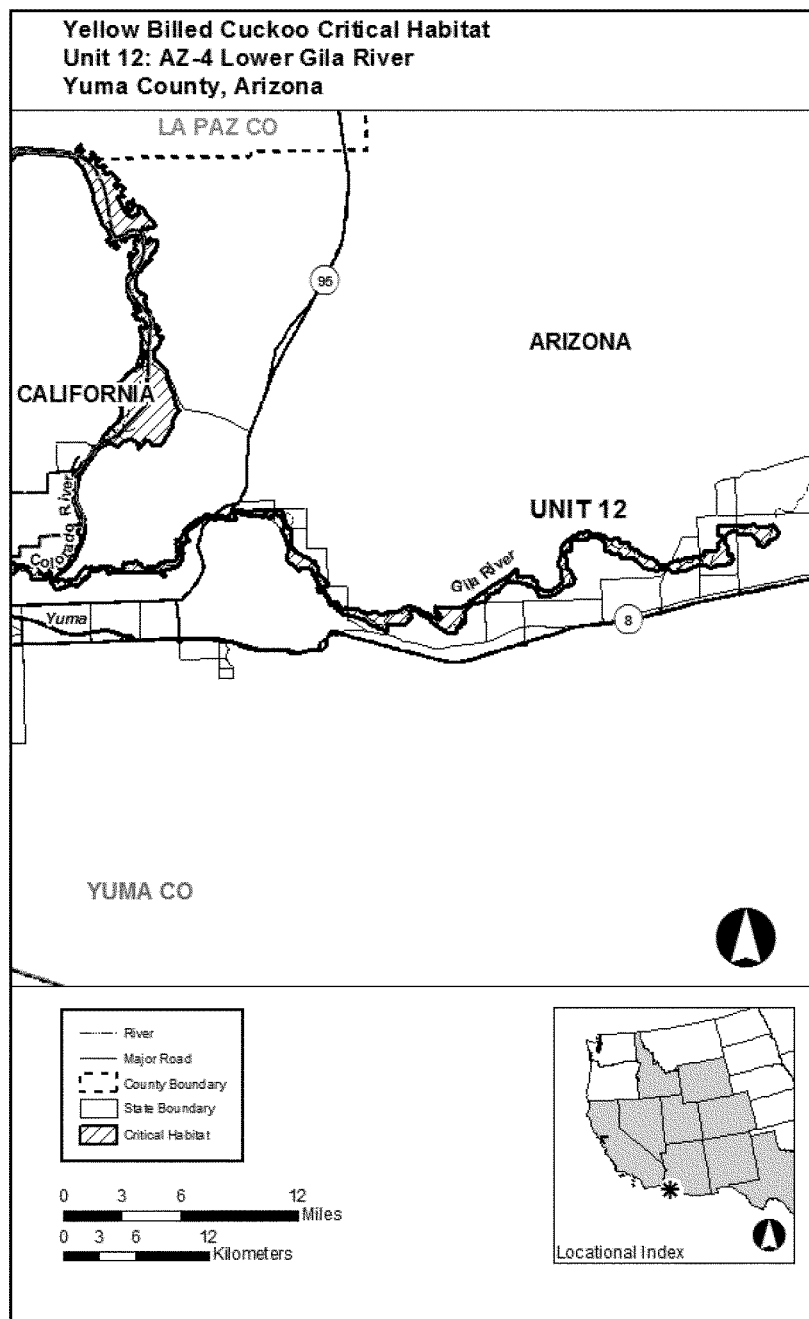 Yellow Billed Cuckoo Critical Habitat
Unit 12: AZ-4 Lower Gila River
Yuma County, Arizona
LA PAZ CO
95
ARIZONA
CALIFORNIA
UNIT 12
Colorado River
Gila River
Yuma
8
YUMA CO
River
Major Road
County Boundary
State Boundary
Critical Habitat
0 3 6 12
Miles
0 3 6 12
Kilometers
Locational Index